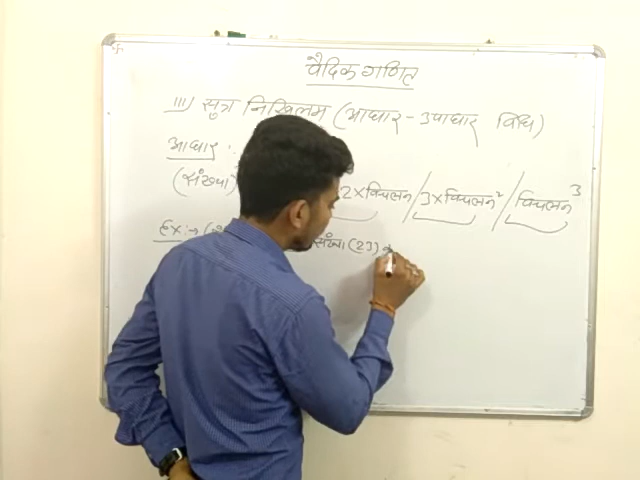 वैदिक गणित
III) सुत्र निखिलम (आधार - उपाधार विधि)
आधार :
(संख्या) 2 x विचलन / 3 x विचलन² / विचलन³
Ex :→ संख्या (23)